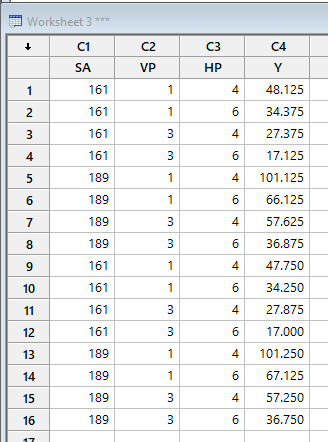 Worksheet 3 ***
C1 C2 C3 C4
SA VP HP Y
1 161 1 4 48.125
2 161 1 6 34.375
3 161 3 4 27.375
4 161 3 6 17.125
5 189 1 4 101.125
6 189 1 6 66.125
7 189 3 4 57.625
8 189 3 6 36.875
9 161 1 4 47.750
10 161 1 6 34.250
11 161 3 4 27.875
12 161 3 6 17.000
13 189 1 4 101.250
14 189 1 6 67.125
15 189 3 4 57.250
16 189 3 6 36.750